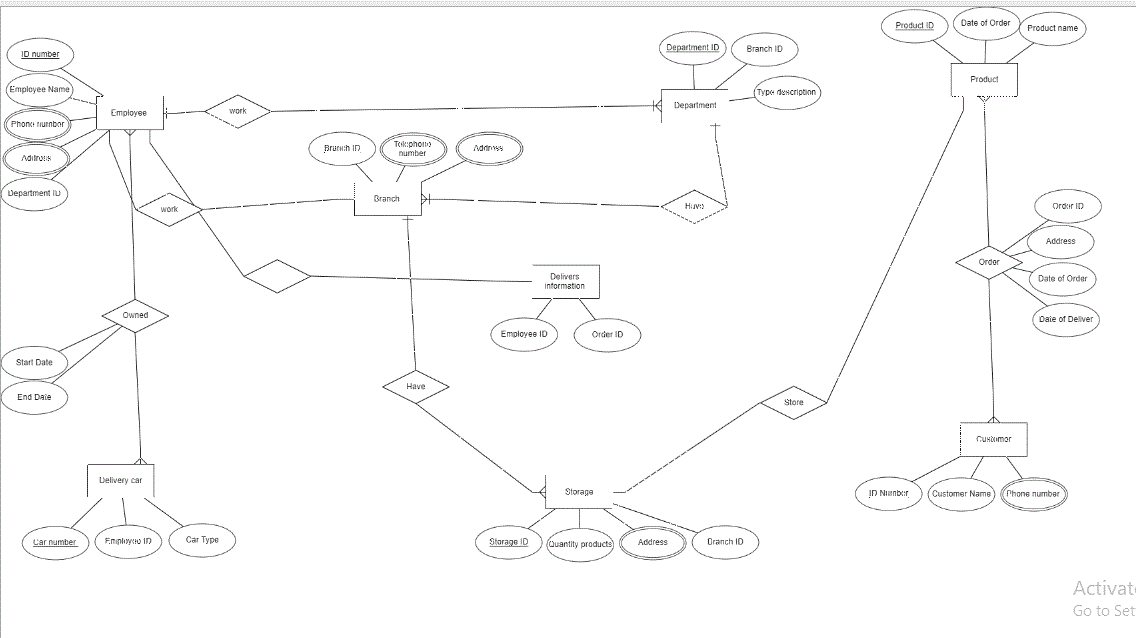 Product ID
Date of Order
Product name
ID number
Department ID
Branch ID
Product
Employee Name
Type description
Employee
work
Department
Phone number
Branch ID
Telephone
number
Address
Address
Department ID
Branch
work
Have
Order ID
Address
Order
Date of Order
Delivers
information
Date of Deliver
Owned
Employee ID
Order ID
Start Date
End Date
Have
Store
Customer
Delivery car
Storage
ID Number
Customer Name
Phone number
Car number
Employee ID
Car Type
Storage ID
Quantity products
Address
Branch ID
Activate
Go to Set